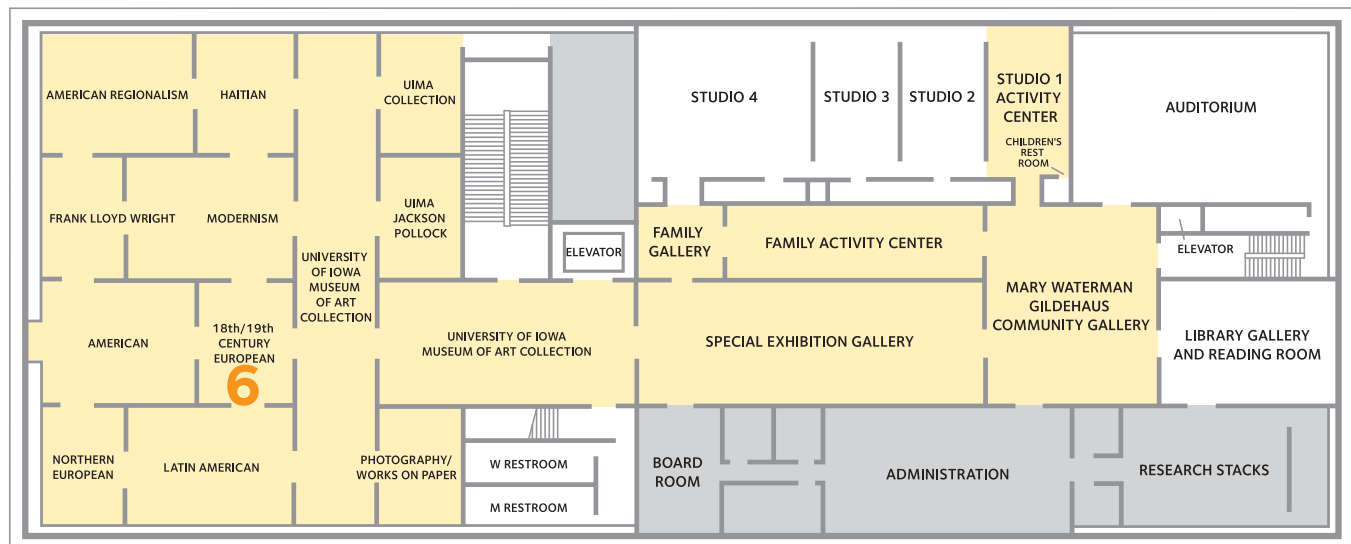 AMERICAN REGIONALISM
HAITIAN
UIMA
COLLECTION
STUDIO 4
STUDIO 3
STUDIO 2
STUDIO 1
ACTIVITY
CENTER
CHILDREN'S
REST
ROOM
AUDITORIUM
FRANK LLOYD WRIGHT
MODERNISM
UIMA
JACKSON
POLLOCK
UNIVERSITY
OF IOWA
MUSEUM
OF ART
COLLECTION
ELEVATOR
FAMILY
GALLERY
FAMILY ACTIVITY CENTER
ELEVATOR
AMERICAN
18th/19th
CENTURY
EUROPEAN
6
UNIVERSITY OF IOWA
MUSEUM OF ART COLLECTION
SPECIAL EXHIBITION GALLERY
MARY WATERMAN
GILDEHAUS
COMMUNITY GALLERY
LIBRARY GALLERY
AND READING ROOM
NORTHERN
EUROPEAN
LATIN AMERICAN
PHOTOGRAPHY/
WORKS ON PAPER
W RESTROOM
M RESTROOM
BOARD
ROOM
ADMINISTRATION
RESEARCH STACKS